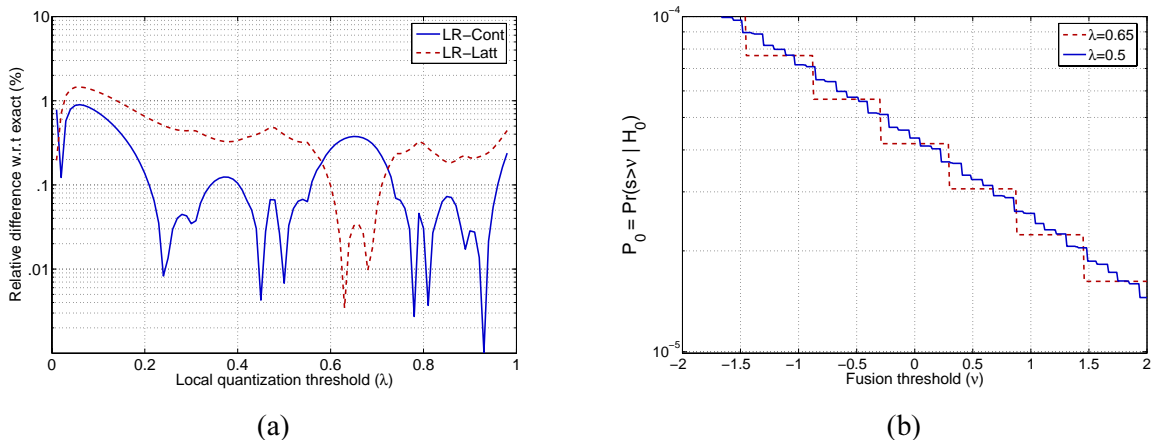 10
1
.1
.01
Relative difference w.r.t exact (%)
0
0.2
0.4
0.6
0.8
1
Local quantization threshold (λ)
LR−Cont
LR−Latt
(a)
10^−4
10^−5
P_0 = Pr(s>ν | H_0)
−2
−1.5
−1
−0.5
0
0.5
1
1.5
2
Fusion threshold (ν)
λ=0.65
λ=0.5
(b)